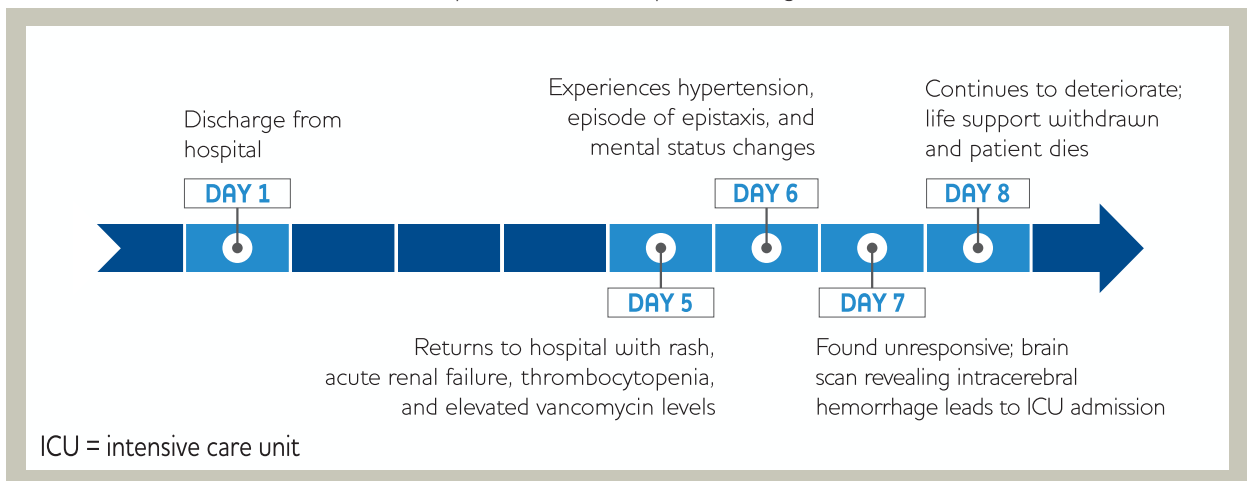 Discharge from
hospital
DAY 1
Returns to hospital with rash,
acute renal failure, thrombocytopenia,
and elevated vancomycin levels
DAY 5
Experiences hypertension,
episode of epistaxis, and
mental status changes
DAY 6
DAY 7
Found unresponsive; brain
scan revealing intracerebral
hemorrhage leads to ICU admission
Continues to deteriorate;
life support withdrawn
and patient dies
DAY 8
ICU = intensive care unit